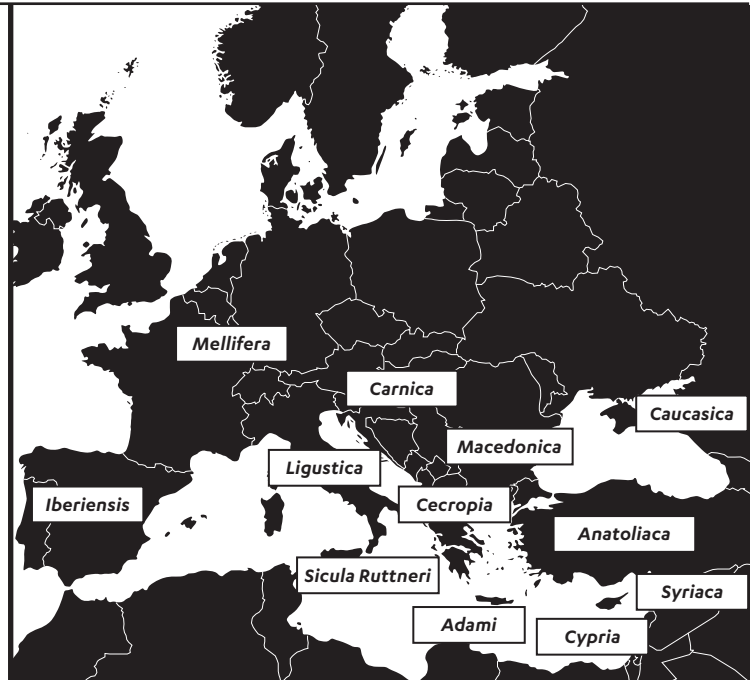 Mellifera
Carnica
Caucasica
Macedonica
Ligustica
Iberiensis
Cecropia
Anatoliaca
Sicula Ruttneri
Syriaca
Adami
Cypria